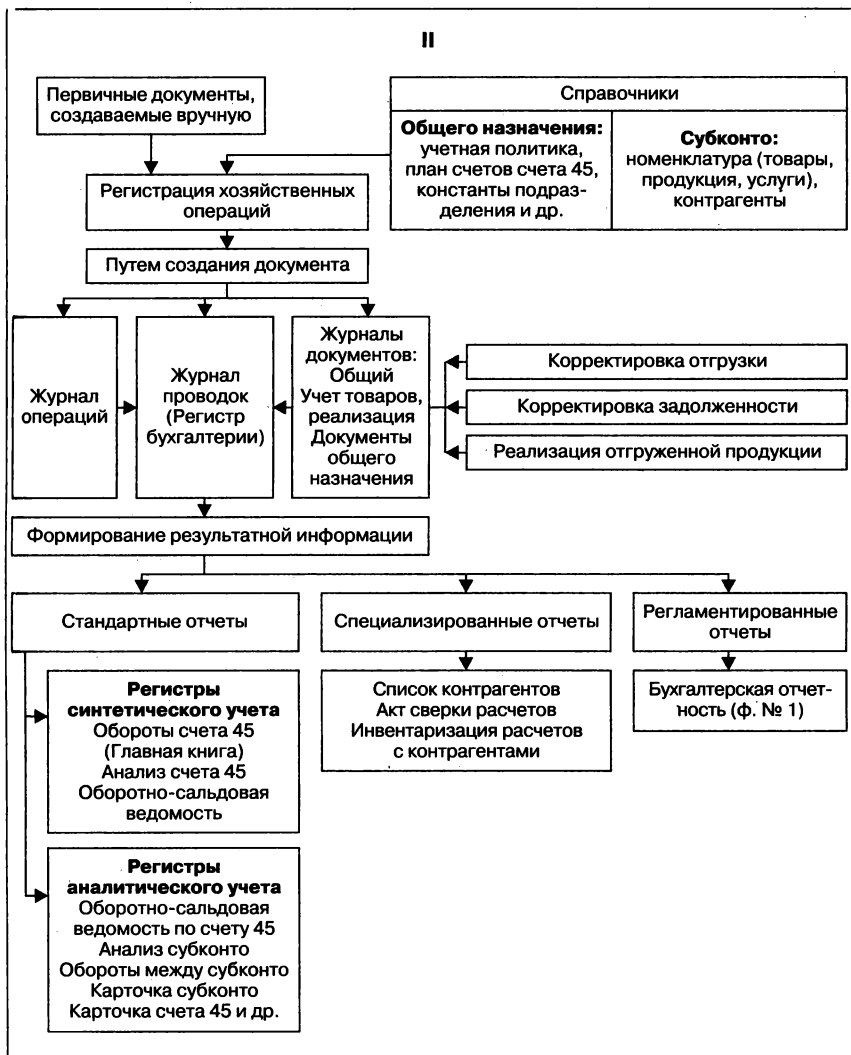 II
Первичные документы,
создаваемые вручную
Справочники
Общего назначения:
учетная политика,
план счетов счета 45,
константы подраз-
деления и др.
Субконто:
номенклатура (товары,
продукция, услуги),
контрагенты
Регистрация хозяйственных
операций
Путем создания документа
Журнал
операций
Журнал
проводок
(Регистр
бухгалтерии)
Журналы
документов:
Общий
Учет товаров,
реализация
Документы
общего
назначения
Корректировка отгрузки
Корректировка задолженности
Реализация отгруженной продукции
Формирование результатной информации
Стандартные отчеты
Специализированные отчеты
Регламентированные
отчеты
Регистры
синтетического учета
Обороты счета 45
(Главная книга)
Анализ счета 45
Оборотно-сальдовая
ведомость
Список контрагентов
Акт сверки расчетов
Инвентаризация расчетов
с контрагентами
Бухгалтерская отчет-
ность (ф. № 1)
Регистры
аналитического учета
Оборотно-сальдовая
ведомость по счету 45
Анализ субконто
Обороты между субконто
Карточка субконто
Карточка счета 45 и др.